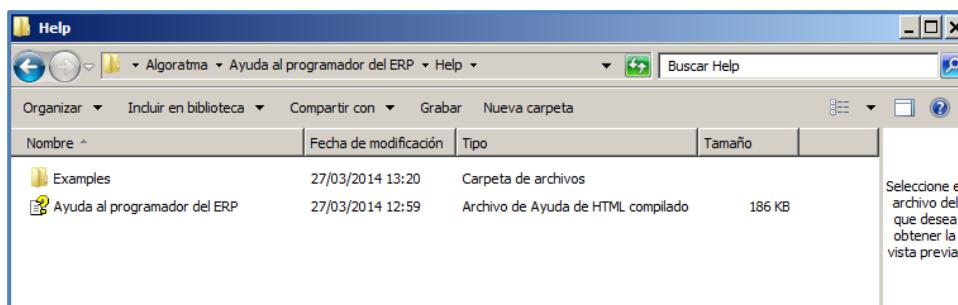 Help
Algoratma Ayuda al programador del ERP Help
Buscar Help
Organizar Incluir en biblioteca Compartir con Grabar Nueva carpeta
Nombre Fecha de modificación Tipo Tamaño
Examples 27/03/2014 13:20 Carpeta de archivos
Ayuda al programador del ERP 27/03/2014 12:59 Archivo de Ayuda de HTML compilado 186 KB
Seleccione e
archivo del
que desea
obtener la
vista previa